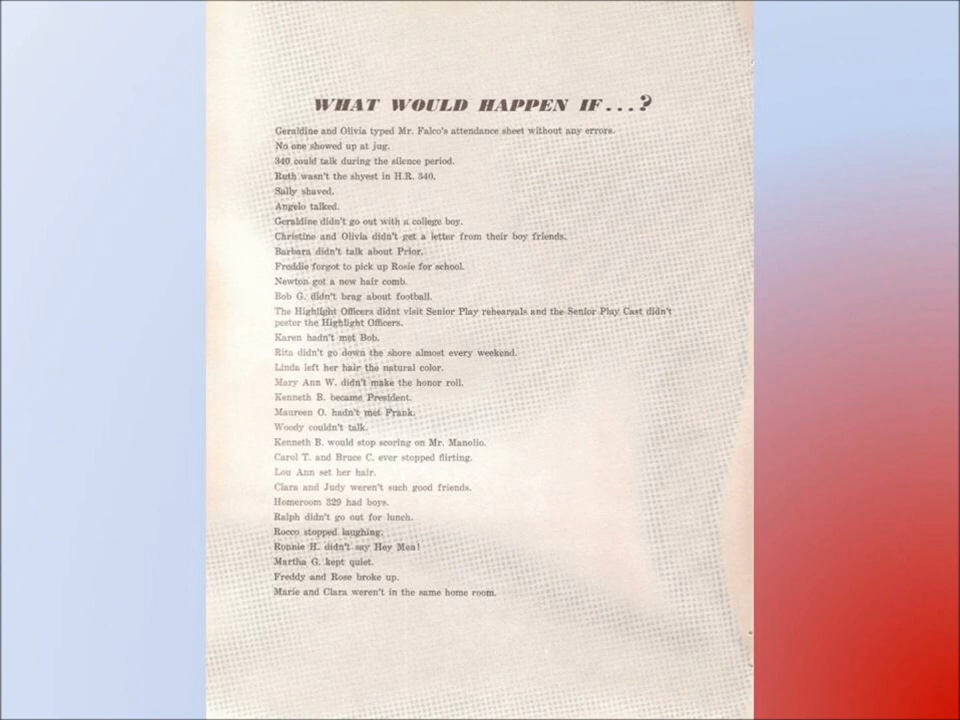 WHAT WOULD HAPPEN IF...?
Geraldine and Olivia typed Mr. Falco's attendance sheet without any errors.
No one showed up at jug.
340 could talk during the silence period.
Ruth wasn't the shyest in H.R. 340.
Sally shaved.
Angelo talked.
Geraldine didn't go out with a college boy.
Christine and Olivia didn't get a letter from their boy friends.
Barbara didn't talk about Prior.
Freddie forgot to pick up Rosie for school.
Newton got a new hair comb.
Bob G. didn't brag about football.
The Highlight Officers didnt visit Senior Play rehearsals and the Senior Play Cast didn't
pester the Highlight Officers.
Karen hadn't met Bob.
Rita didn't go down the shore almost every weekend.
Linda left her hair the natural color.
Mary Ann W. didn't make the honor roll.
Kenneth B. became President.
Maureen O. hadn't met Frank.
Woody couldn't talk.
Kenneth B. would stop scoring on Mr. Manolio.
Carol T. and Bruce C. ever stopped flirting.
Lou Ann set her hair.
Clara and Judy weren't such good friends.
Homeroom 329 had boys.
Ralph didn't go out for lunch.
Rocco stopped laughing.
Ronnie H. didn't say Hey Men!
Martha G. kept quiet.
Freddy and Rose broke up.
Marie and Clara weren't in the same home room.